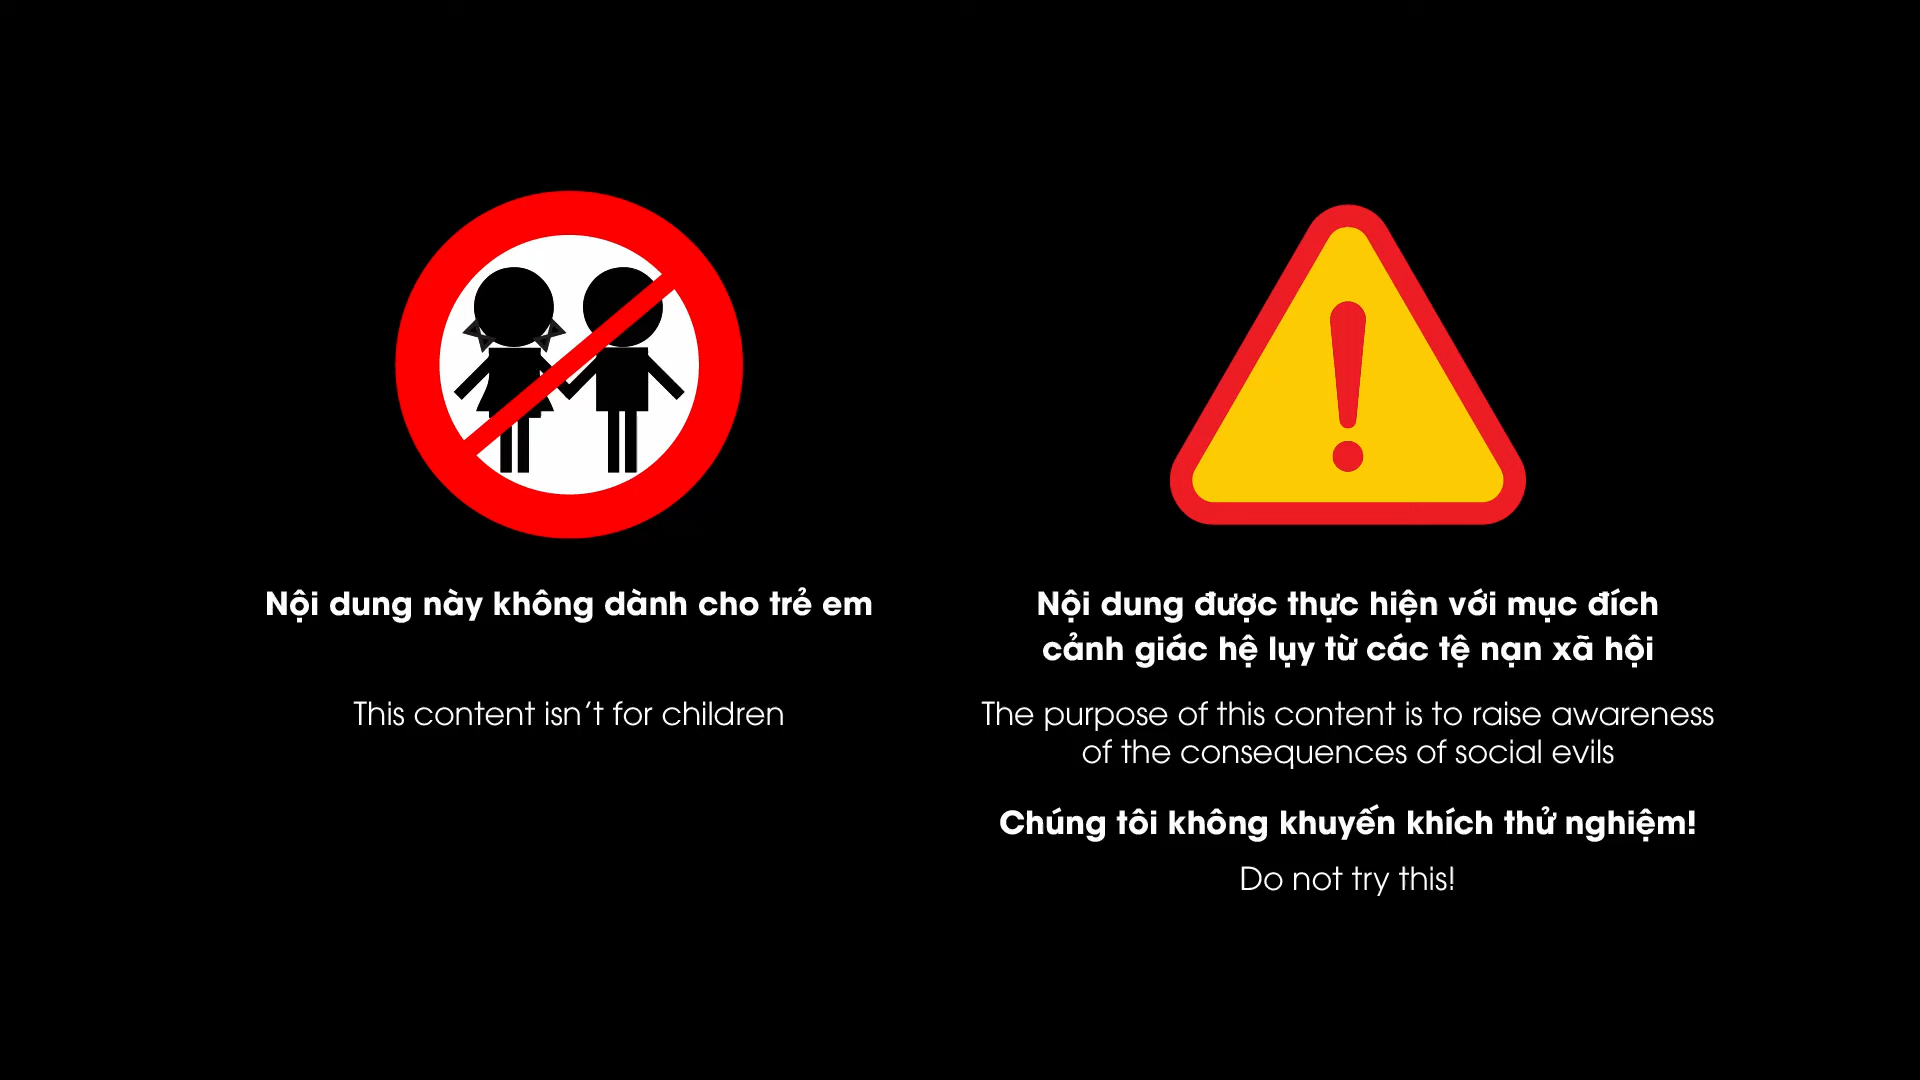 Nội dung này không dành cho trẻ em
This content isn't for children
Nội dung được thực hiện với mục đích
cảnh giác hệ lụy từ các tệ nạn xã hội
The purpose of this content is to raise awareness
of the consequences of social evils
Chúng tôi không khuyến khích thử nghiệm!
Do not try this!